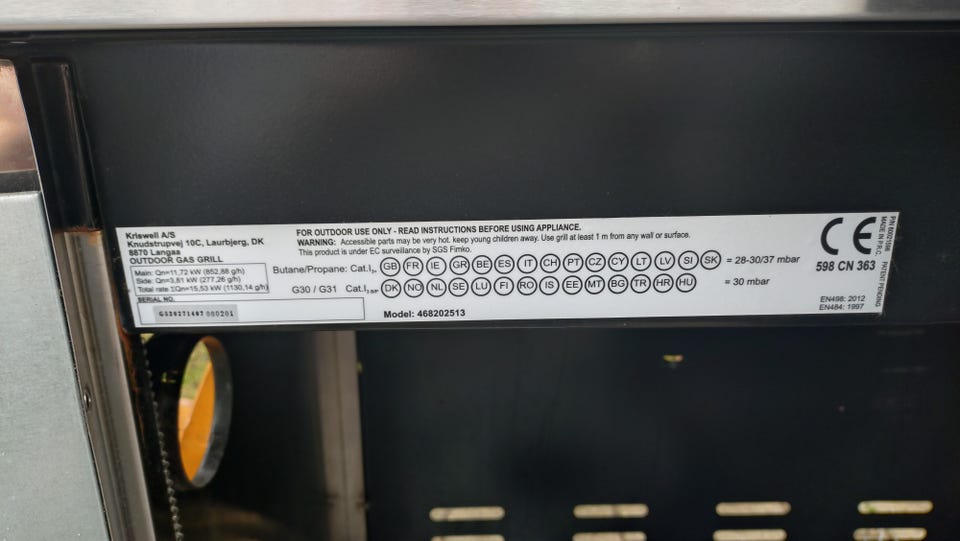 Kriswell A/S
Knudstrupvej 10C, Laurbjerg, DK
8870 Langaa
OUTDOOR GAS GRILL
Main: Qn=11,72 kW (852,88 g/h)
Side: Qn=3,81 kW (277,26 g/h)
Total rate ΣQn=15,53 kW (1130,14 g/h)
SERIAL NO.
G320271407 000201
FOR OUTDOOR USE ONLY - READ INSTRUCTIONS BEFORE USING APPLIANCE.
WARNING: Accessible parts may be very hot. keep young children away. Use grill at least 1 m from any wall or surface.
This product is under EC surveillance by SGS Fimko.
Butane/Propane: Cat.I3+ GB FR IE GR BE ES IT CH PT CZ CY LT LV SI SK = 28-30/37 mbar
G30 / G31 Cat.I3B/P DK NO NL SE LU FI RO IS EE MT BG TR HR HU = 30 mbar
Model: 468202513
CE
598 CN 363
EN498: 2012
EN484: 1997
MADE IN P.R.C. PATENT PENDING